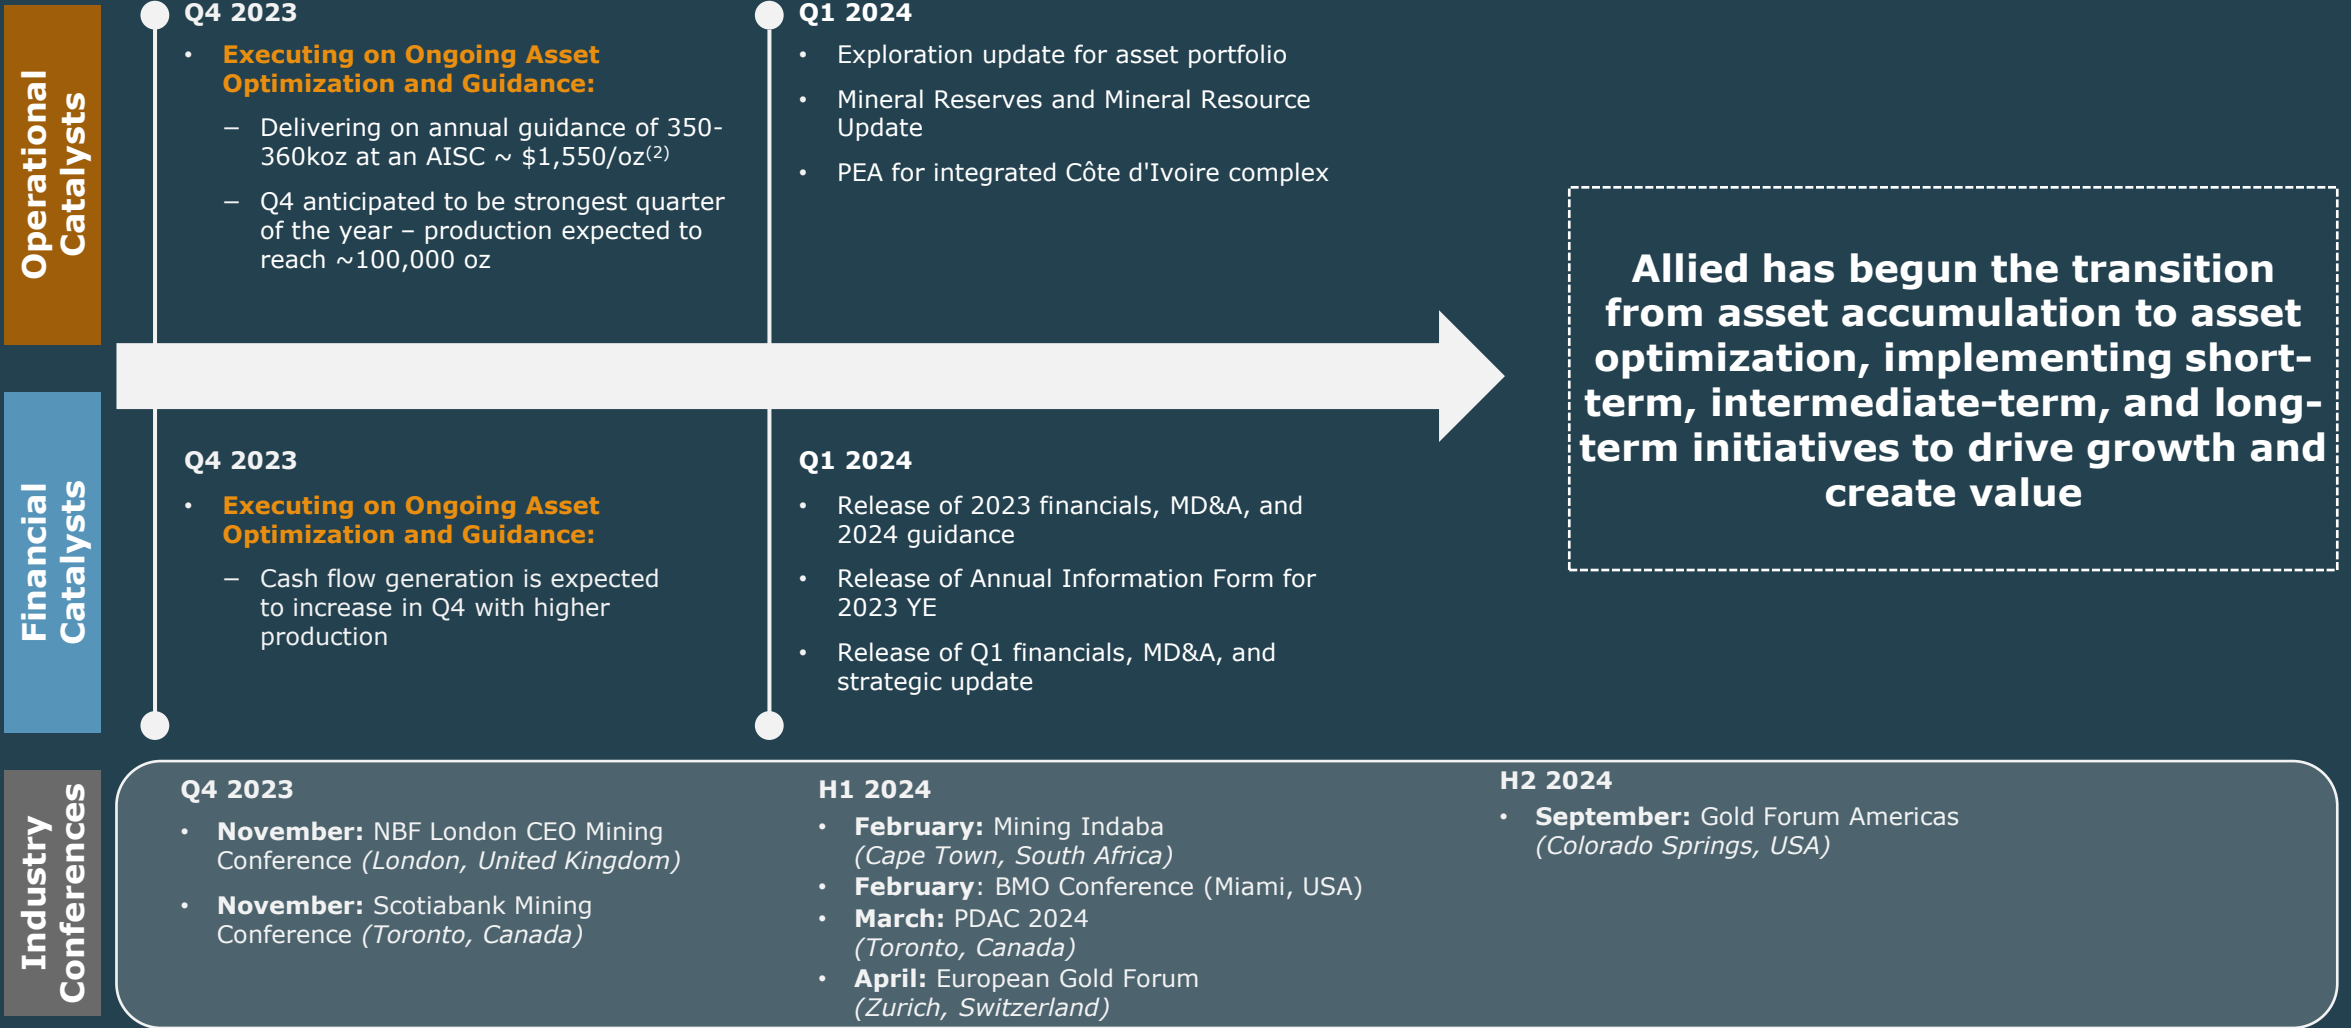 Operational
Catalysts
Q4 2023
• Executing on Ongoing Asset
Optimization and Guidance:
– Delivering on annual guidance of 350-
360koz at an AISC ~ $1,550/oz(2)
– Q4 anticipated to be strongest quarter
of the year – production expected to
reach ~100,000 oz
Q1 2024
• Exploration update for asset portfolio
• Mineral Reserves and Mineral Resource
Update
• PEA for integrated Côte d'Ivoire complex
Allied has begun the transition
from asset accumulation to asset
optimization, implementing short-
term, intermediate-term, and long-
term initiatives to drive growth and
create value
Financial
Catalysts
Q4 2023
• Executing on Ongoing Asset
Optimization and Guidance:
– Cash flow generation is expected
to increase in Q4 with higher
production
Q1 2024
• Release of 2023 financials, MD&A, and
2024 guidance
• Release of Annual Information Form for
2023 YE
• Release of Q1 financials, MD&A, and
strategic update
Industry
Conferences
Q4 2023
• November: NBF London CEO Mining
Conference (London, United Kingdom)
• November: Scotiabank Mining
Conference (Toronto, Canada)
H1 2024
• February: Mining Indaba
(Cape Town, South Africa)
• February: BMO Conference (Miami, USA)
• March: PDAC 2024
(Toronto, Canada)
• April: European Gold Forum
(Zurich, Switzerland)
H2 2024
• September: Gold Forum Americas
(Colorado Springs, USA)